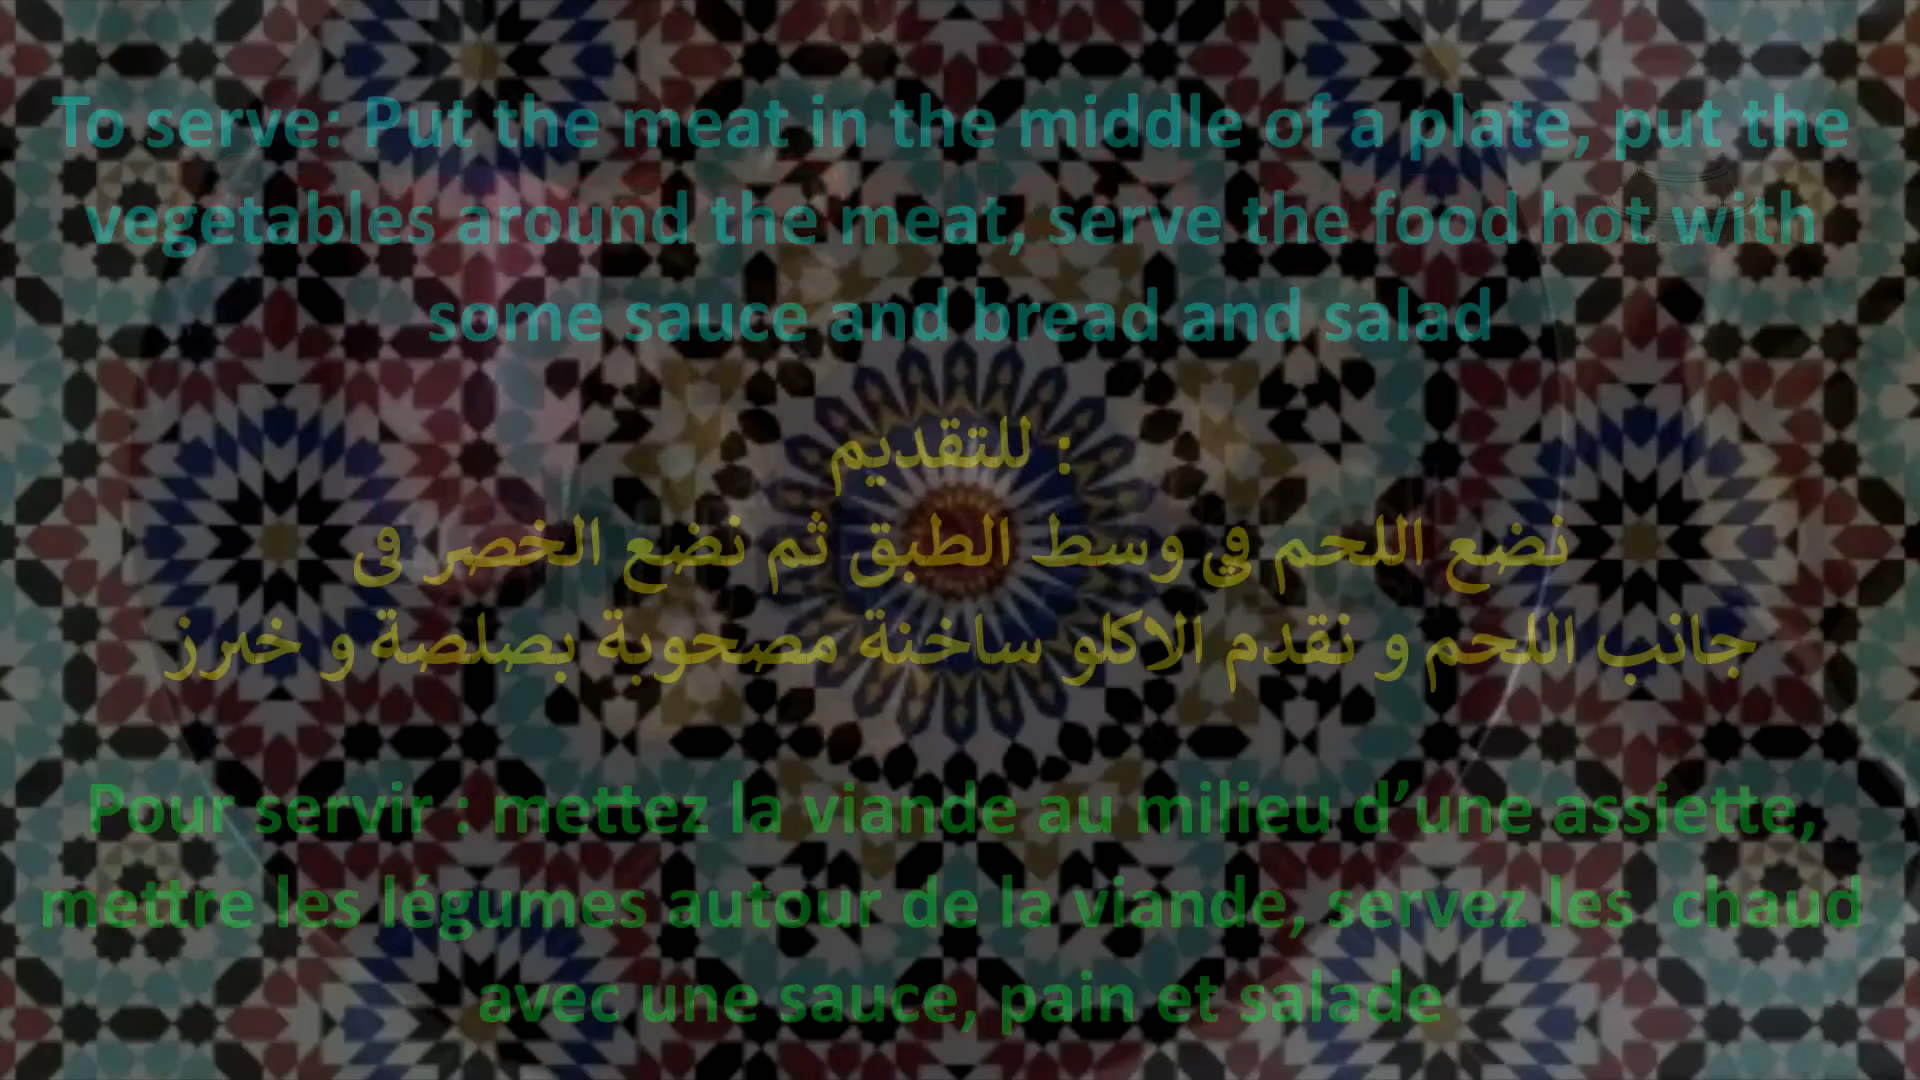 To serve: Put the meat in the middle of a plate, put the
vegetables around the meat, serve the food hot with
some sauce and bread and salad
للتقديم :
نضع اللحم في وسط الطبق ثم نضع الخصر فى
جانب اللحم و نقدم الاكلو ساخنة مصحوبة بصلصة و خبرز
Pour servir : mettez la viande au milieu d’une assiette,
mettre les légumes autour de la viande, servez les chaud
avec une sauce, pain et salade